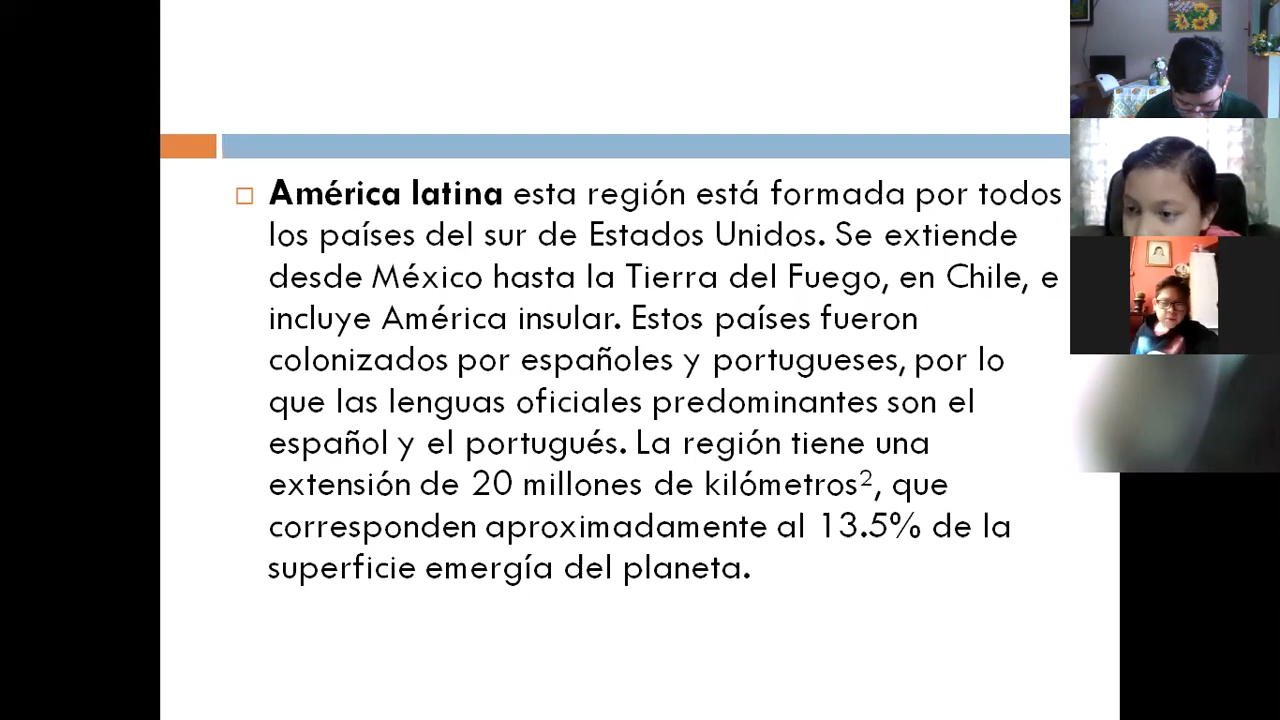 América latina esta región está formada por todos
los países del sur de Estados Unidos. Se extiende
desde México hasta la Tierra del Fuego, en Chile, e
incluye América insular. Estos países fueron
colonizados por españoles y portugueses, por lo
que las lenguas oficiales predominantes son el
español y el portugués. La región tiene una
extensión de 20 millones de kilómetros², que
corresponden aproximadamente al 13.5% de la
superficie emergía del planeta.